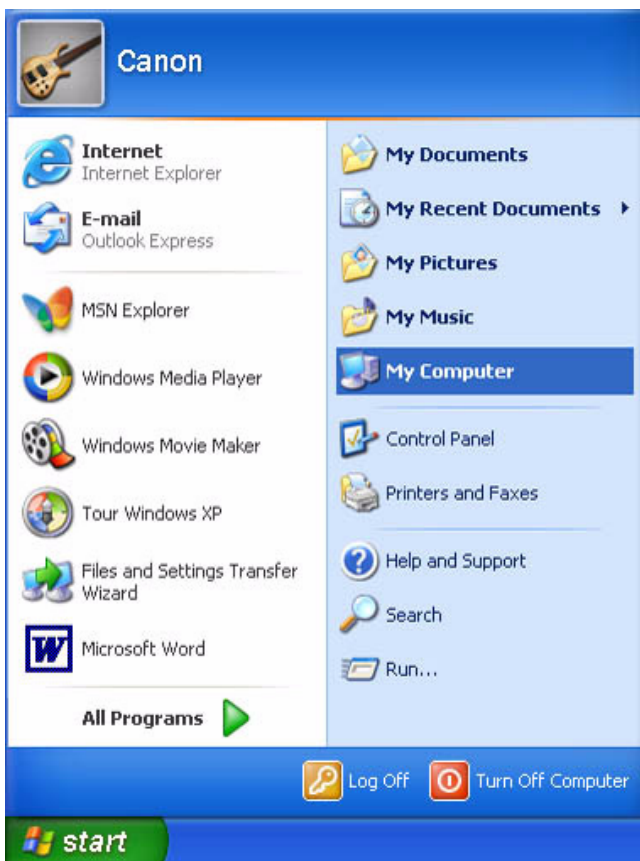 Canon
Internet
Internet Explorer
E-mail
Outlook Express
MSN Explorer
Windows Media Player
Windows Movie Maker
Tour Windows XP
Files and Settings Transfer
Wizard
Microsoft Word
All Programs
My Documents
My Recent Documents
My Pictures
My Music
My Computer
Control Panel
Printers and Faxes
Help and Support
Search
Run...
Log Off
Turn Off Computer
start